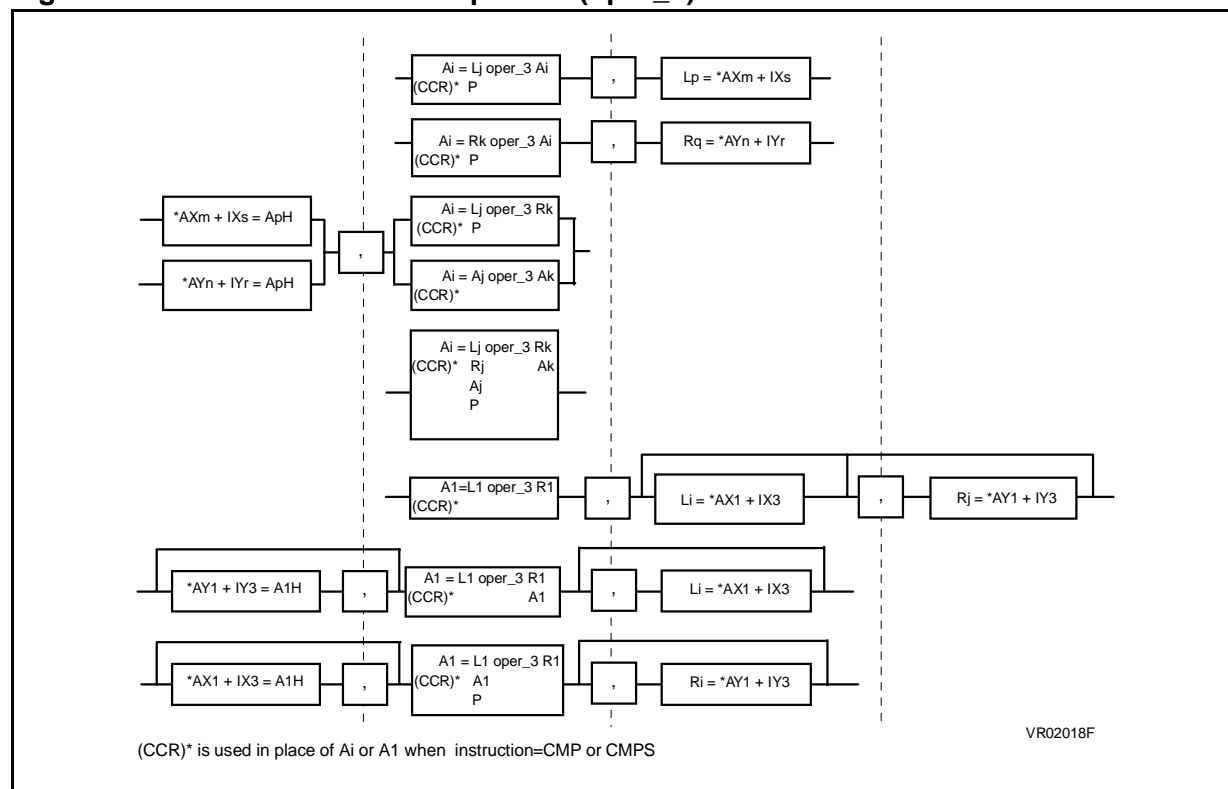 Ai = Lj oper_3 Ai
(CCR)* P
,
Lp = *AXm + IXs
Ai = Rk oper_3 Ai
(CCR)* P
,
Rq = *AYn + IYr
*AXm + IXs = ApH
*AYn + IYr = ApH
,
Ai = Lj oper_3 Rk
(CCR)* P
Ai = Aj oper_3 Ak
(CCR)*
Ai = Lj oper_3 Rk
(CCR)* Rj Ak
Aj
P
A1=L1 oper_3 R1
(CCR)*
,
Li = *AX1 + IX3
,
Rj = *AY1 + IY3
*AY1 + IY3 = A1H
,
A1 = L1 oper_3 R1
(CCR)* A1
,
Li = *AX1 + IX3
*AX1 + IX3 = A1H
,
A1 = L1 oper_3 R1
(CCR)* A1
P
,
Ri = *AY1 + IY3
VR02018F
(CCR)* is used in place of Ai or A1 when instruction=CMP or CMPS